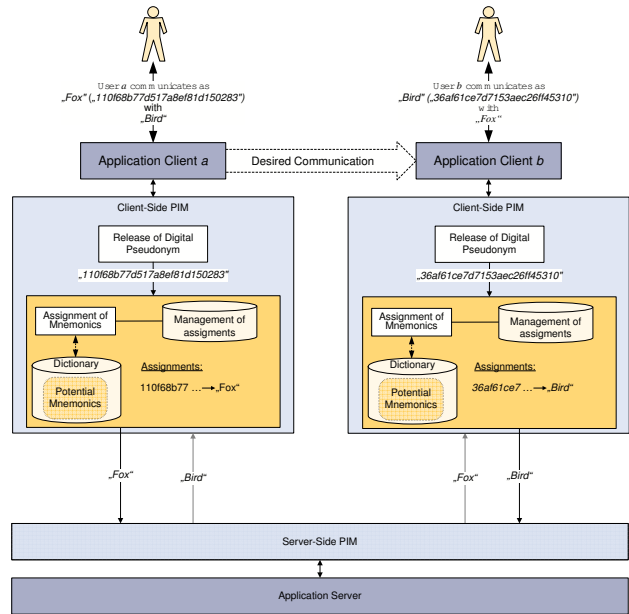 User a communicates as
„Fox“ („110f68b77d517a8ef81d150283“)
with
„Bird“
User b communicates as
„Bird“ („36af61ce7d7153aec26ff45310“)
with
„Fox“
Application Client a
Desired Communication
Application Client b
Client-Side PIM
Release of Digital
Pseudonym
„110f68b77d517a8ef81d150283“
Assignment of
Mnemonics
Management of
assigments
Dictionary
Potential
Mnemonics
Assignments:
110f68b77 ...→„Fox“
Client-Side PIM
Release of Digital
Pseudonym
„36af61ce7d7153aec26ff45310“
Assignment of
Mnemonics
Management of
assigments
Dictionary
Potential
Mnemonics
Assignments:
36af61ce7 ...→„Bird“
„Fox“
„Bird“
„Fox“
„Bird“
Server-Side PIM
Application Server